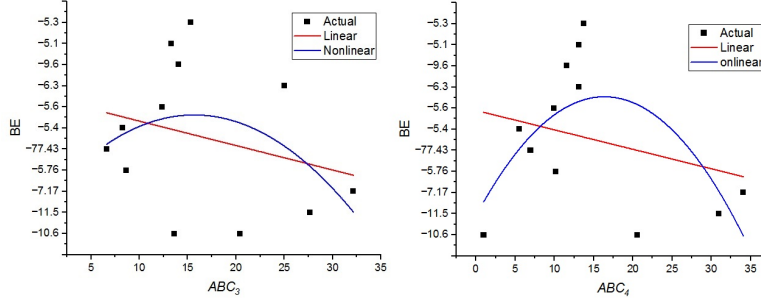 −5.3
−5.1
−9.6
−6.3
−5.6
−5.4
−77.43
−5.76
−7.17
−11.5
−10.6
BE
5 10 15 20 25 30 35
ABC3
Actual
Linear
Nonlinear
−5.3
−5.1
−9.6
−6.3
−5.6
−5.4
−77.43
−5.76
−7.17
−11.5
−10.6
BE
0 5 10 15 20 25 30 35
ABC4
Actual
Linear
onlinear